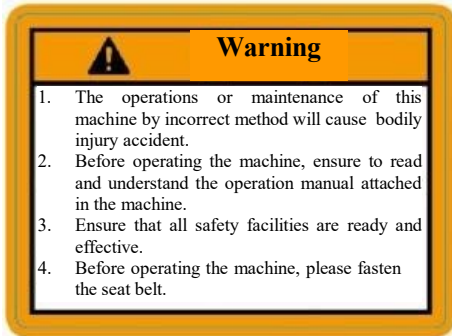 Warning
1. The operations or maintenance of this
machine by incorrect method will cause bodily
injury accident.
2. Before operating the machine, ensure to read
and understand the operation manual attached
in the machine.
3. Ensure that all safety facilities are ready and
effective.
4. Before operating the machine, please fasten
the seat belt.